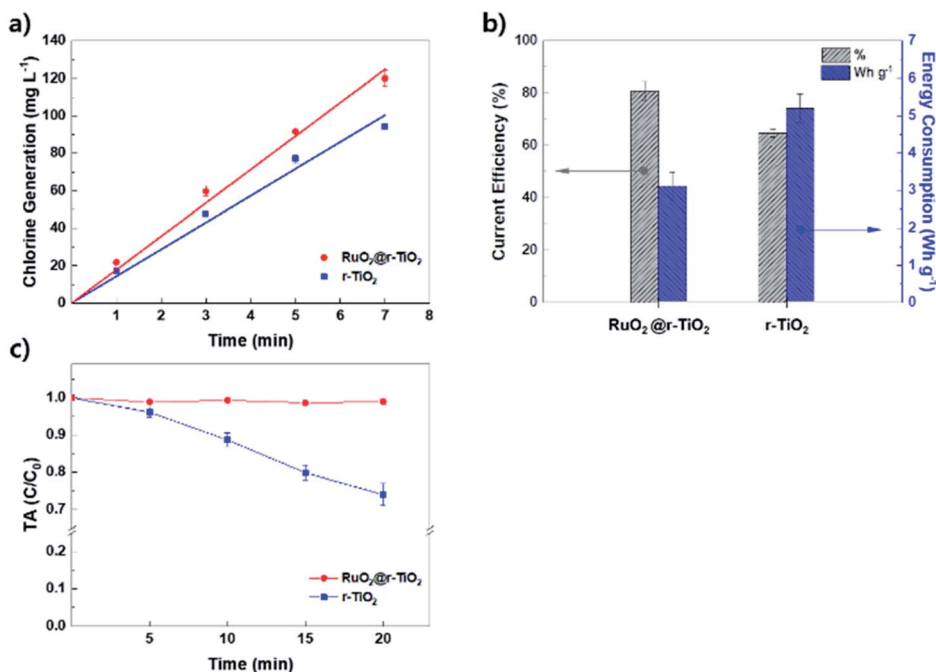 a)
Chlorine Generation (mg L⁻¹)
140
120
100
80
60
40
20
0
RuO₂@r-TiO₂
r-TiO₂
1 2 3 4 5 6 7 8
Time (min)
b)
Current Efficiency (%)
100
80
60
40
20
0
%
Wh g⁻¹
7
6
5
4
3
2
1
0
Energy Consumption (Wh g⁻¹)
RuO₂@r-TiO₂ r-TiO₂
c)
TA (C/C₀)
1.0
0.9
0.8
0.7
0.2
0.1
0.0
RuO₂@r-TiO₂
r-TiO₂
5 10 15 20
Time (min)